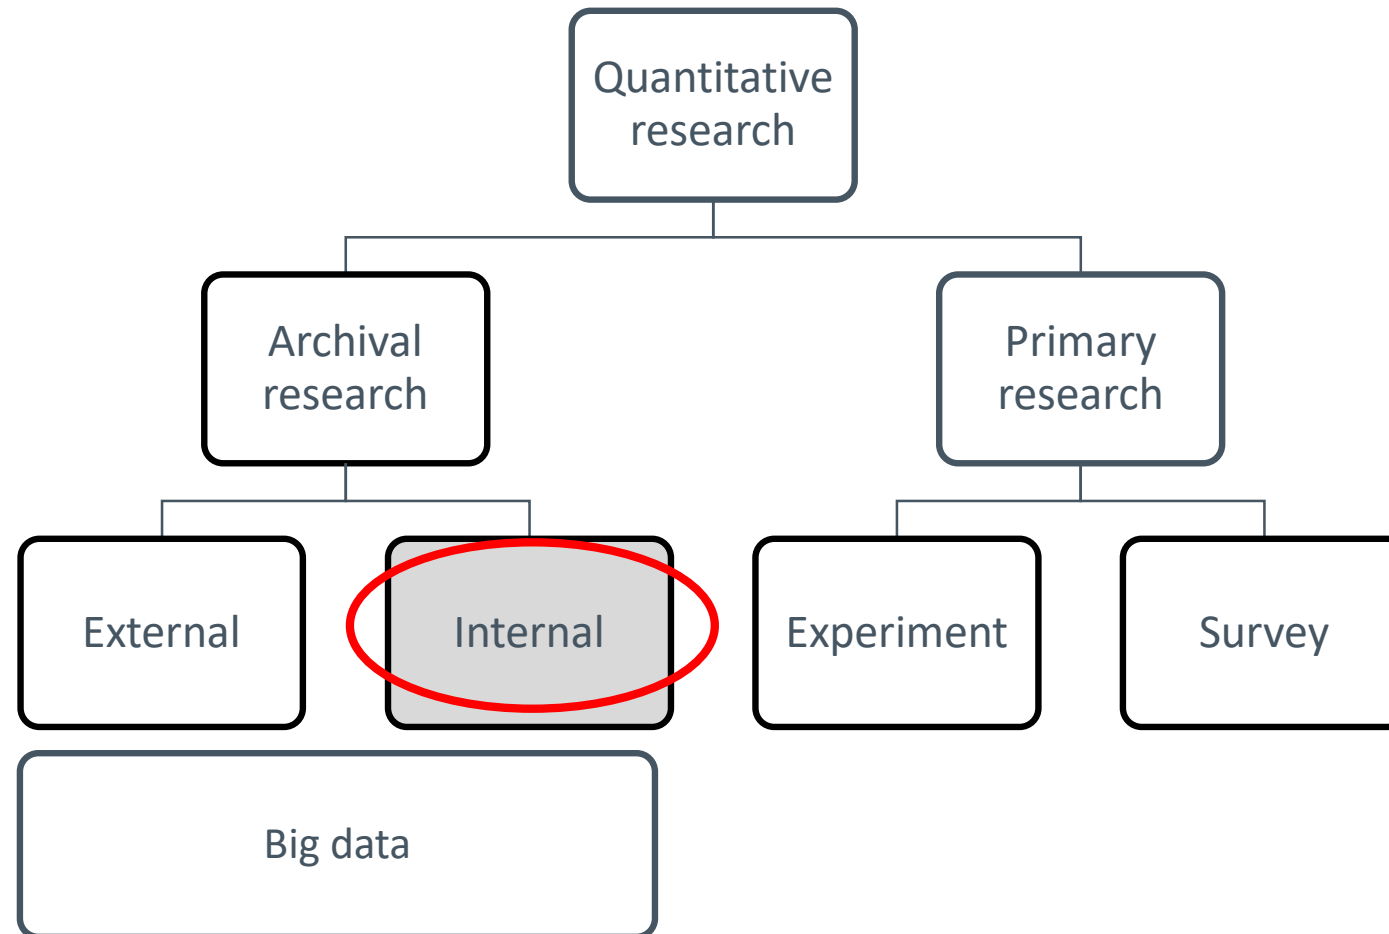 Quantitative
research
Archival
research
Primary
research
External
Internal
Experiment
Survey
Big data